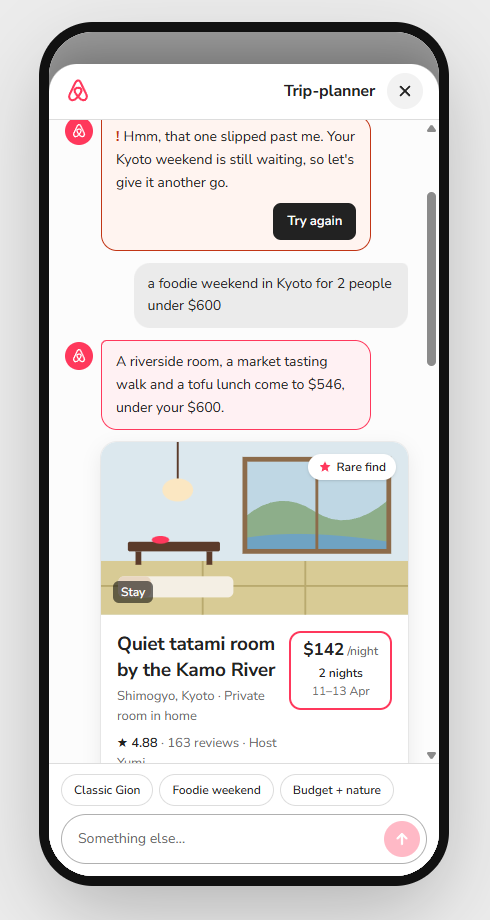 Trip-planner
! Hmm, that one slipped past me. Your
Kyoto weekend is still waiting, so let's
give it another go.
Try again
a foodie weekend in Kyoto for 2 people
under $600
A riverside room, a market tasting
walk and a tofu lunch come to $546,
under your $600.
Rare find
Stay
Quiet tatami room
by the Kamo River
$142 /night
2 nights
11–13 Apr
Shimogyo, Kyoto · Private
room in home
★ 4.88 · 163 reviews · Host
Yumi
Classic Gion
Foodie weekend
Budget + nature
Something else...